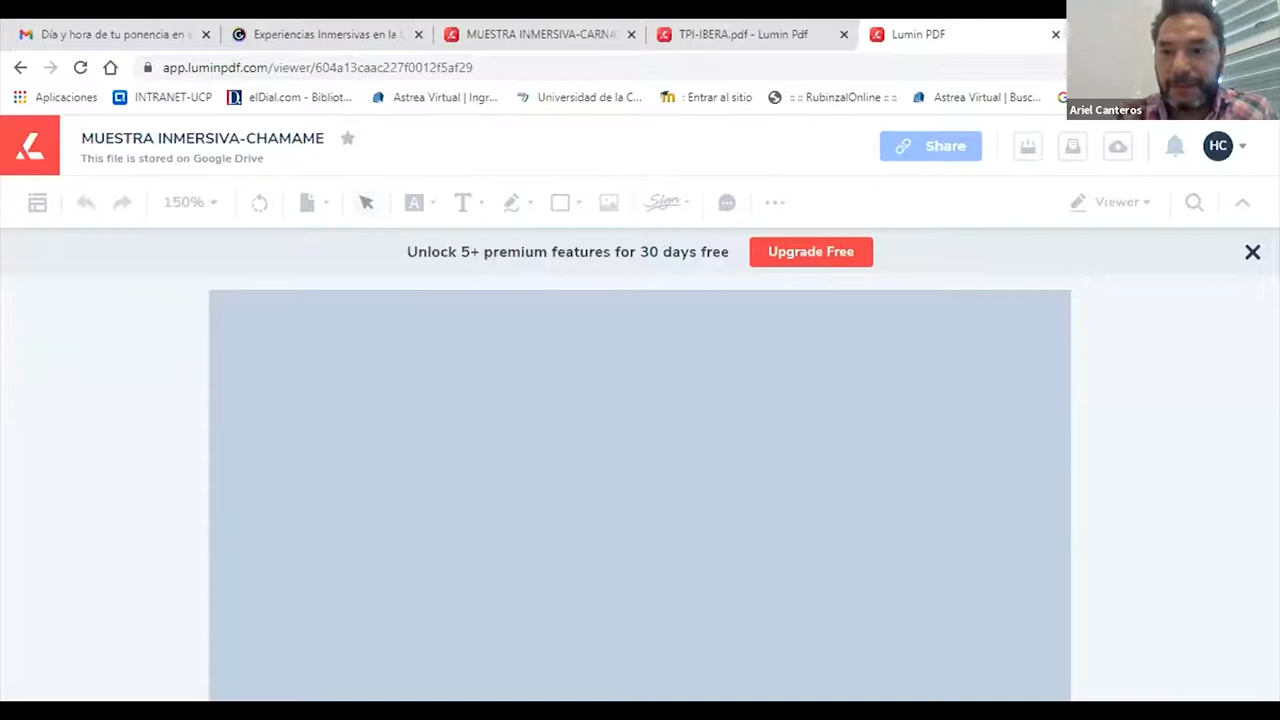 Día y hora de tu ponencia en e
Experiencias Inmersivas en la
MUESTRA INMERSIVA-CARNA
TPI-IBERA.pdf - Lumin Pdf
Lumin PDF
app.luminpdf.com/viewer/604a13caac227f0012f5af29
Aplicaciones
INTRANET-UCP
elDial.com - Bibliot...
Astrea Virtual | Ingr...
Universidad de la C...
: Entrar al sitio
:: :: RubinzalOnline :: ::
Astrea Virtual | Busc...
Ariel Canteros
MUESTRA INMERSIVA-CHAMAME
This file is stored on Google Drive
Share
HC
150%
A
T
Sign
Viewer
Unlock 5+ premium features for 30 days free
Upgrade Free